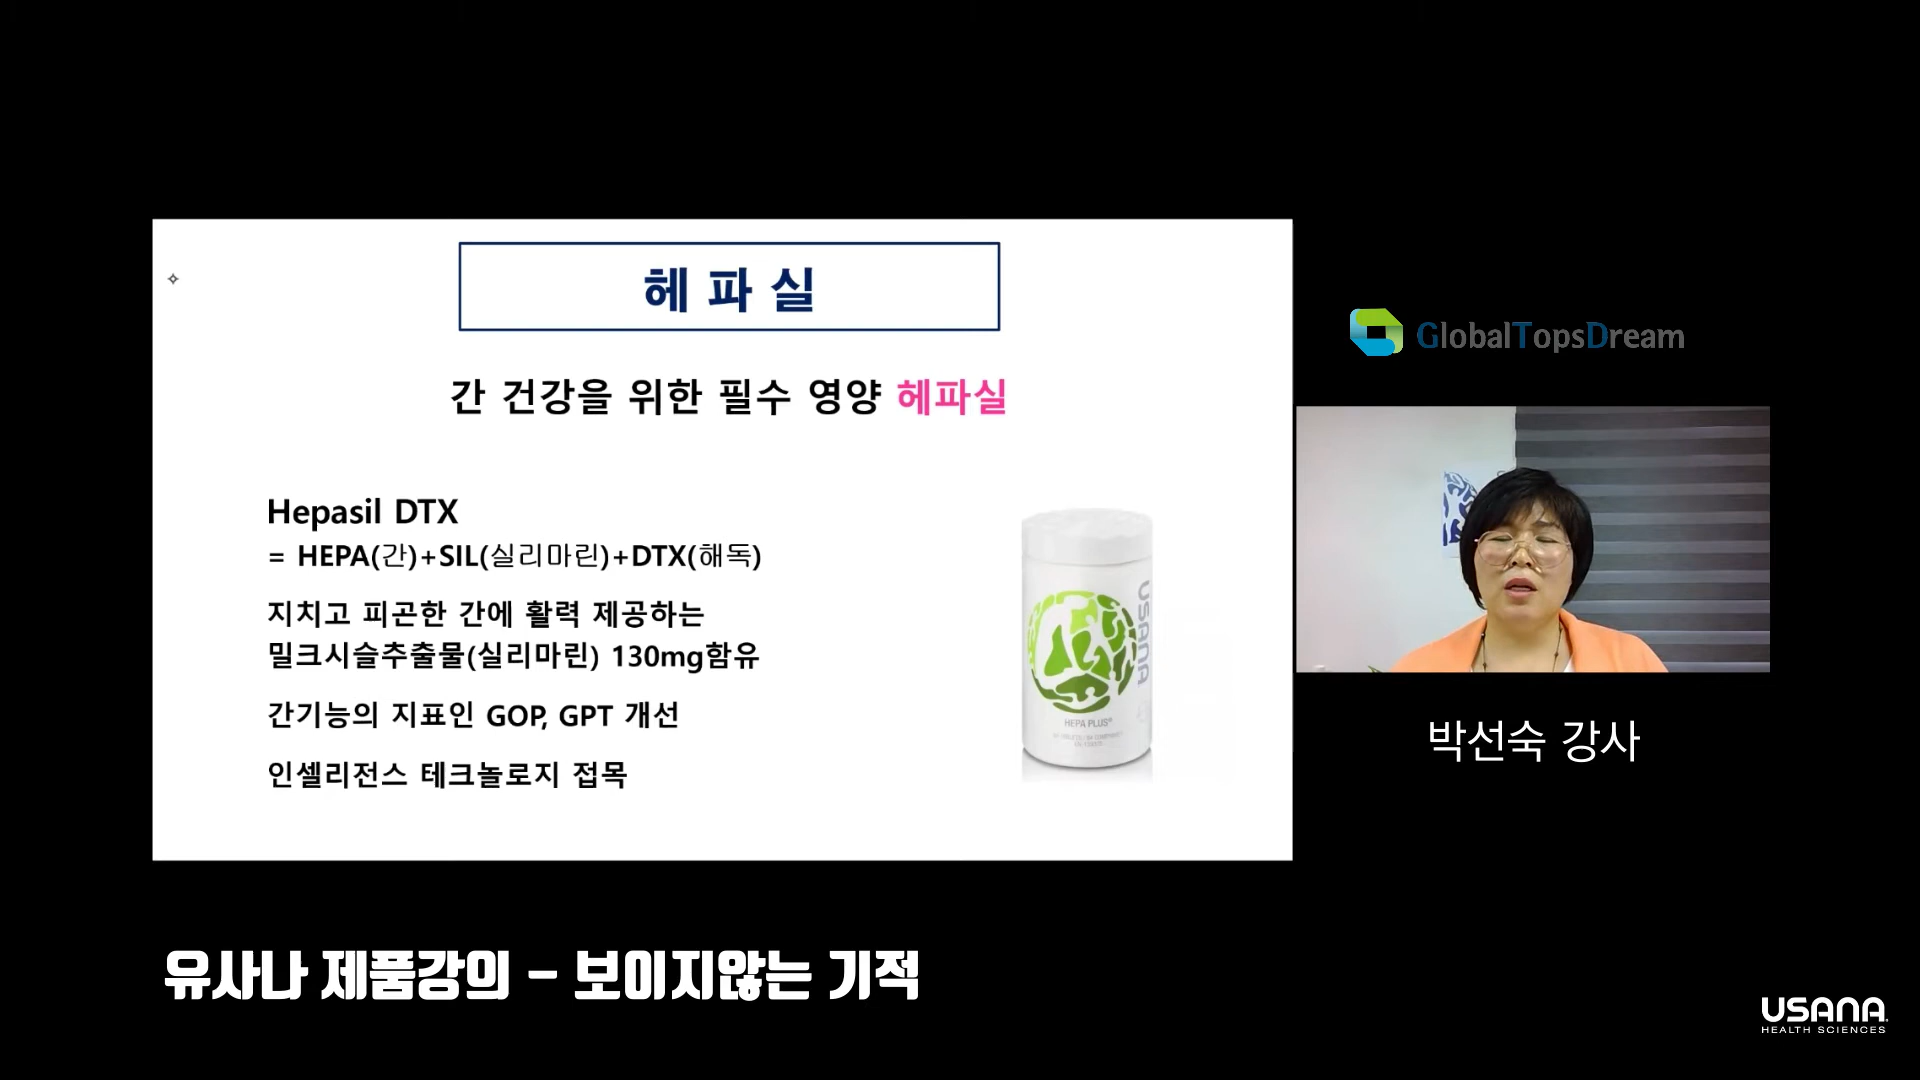 헤 파 실
간 건강을 위한 필수 영양 헤파실
Hepasil DTX
= HEPA(간)+SIL(실리마린)+DTX(해독)
지치고 피곤한 간에 활력 제공하는
밀크시슬추출물(실리마린) 130mg함유
간기능의 지표인 GOP, GPT 개선
인셀리전스 테크놀로지 접목
USANA
HEPA PLUS®
GlobalTopsDream
박선숙 강사
유사나 제품강의 – 보이지않는 기적
USANA
HEALTH SCIENCES